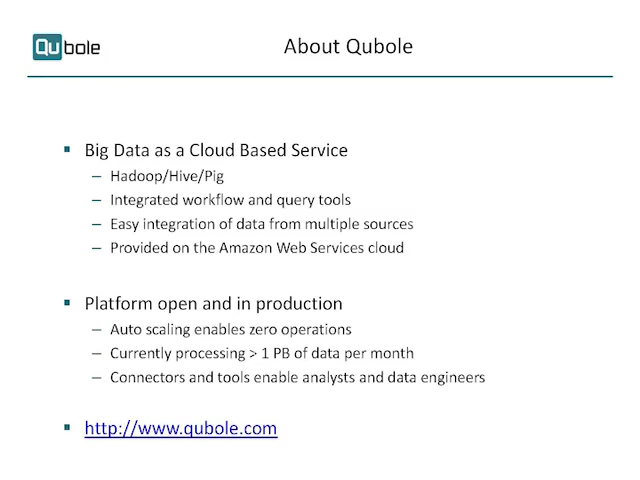 Qubole
About Qubole
Big Data as a Cloud Based Service
– Hadoop/Hive/Pig
– Integrated workflow and query tools
– Easy integration of data from multiple sources
– Provided on the Amazon Web Services cloud
Platform open and in production
– Auto scaling enables zero operations
– Currently processing > 1 PB of data per month
– Connectors and tools enable analysts and data engineers
http://www.qubole.com